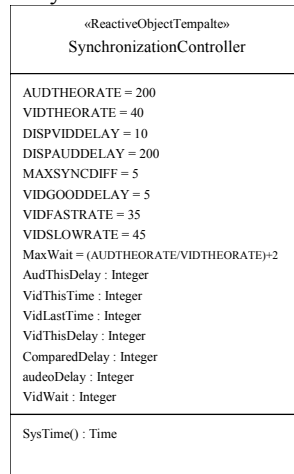 «ReactiveObjectTempalte»
SynchronizationController
AUDTHEORATE = 200
VIDTHEORATE = 40
DISPVIDDELAY = 10
DISPAUDDELAY = 200
MAXSYNCDIFF = 5
VIDGOODDELAY = 5
VIDFASTRATE = 35
VIDSLOWRATE = 45
MaxWait = (AUDTHEORATE/VIDTHEORATE)+2
AudThisDelay : Integer
VidThisTime : Integer
VidLastTime : Integer
VidThisDelay : Integer
ComparedDelay : Integer
audeoDelay : Integer
VidWait : Integer
SysTime() : Time